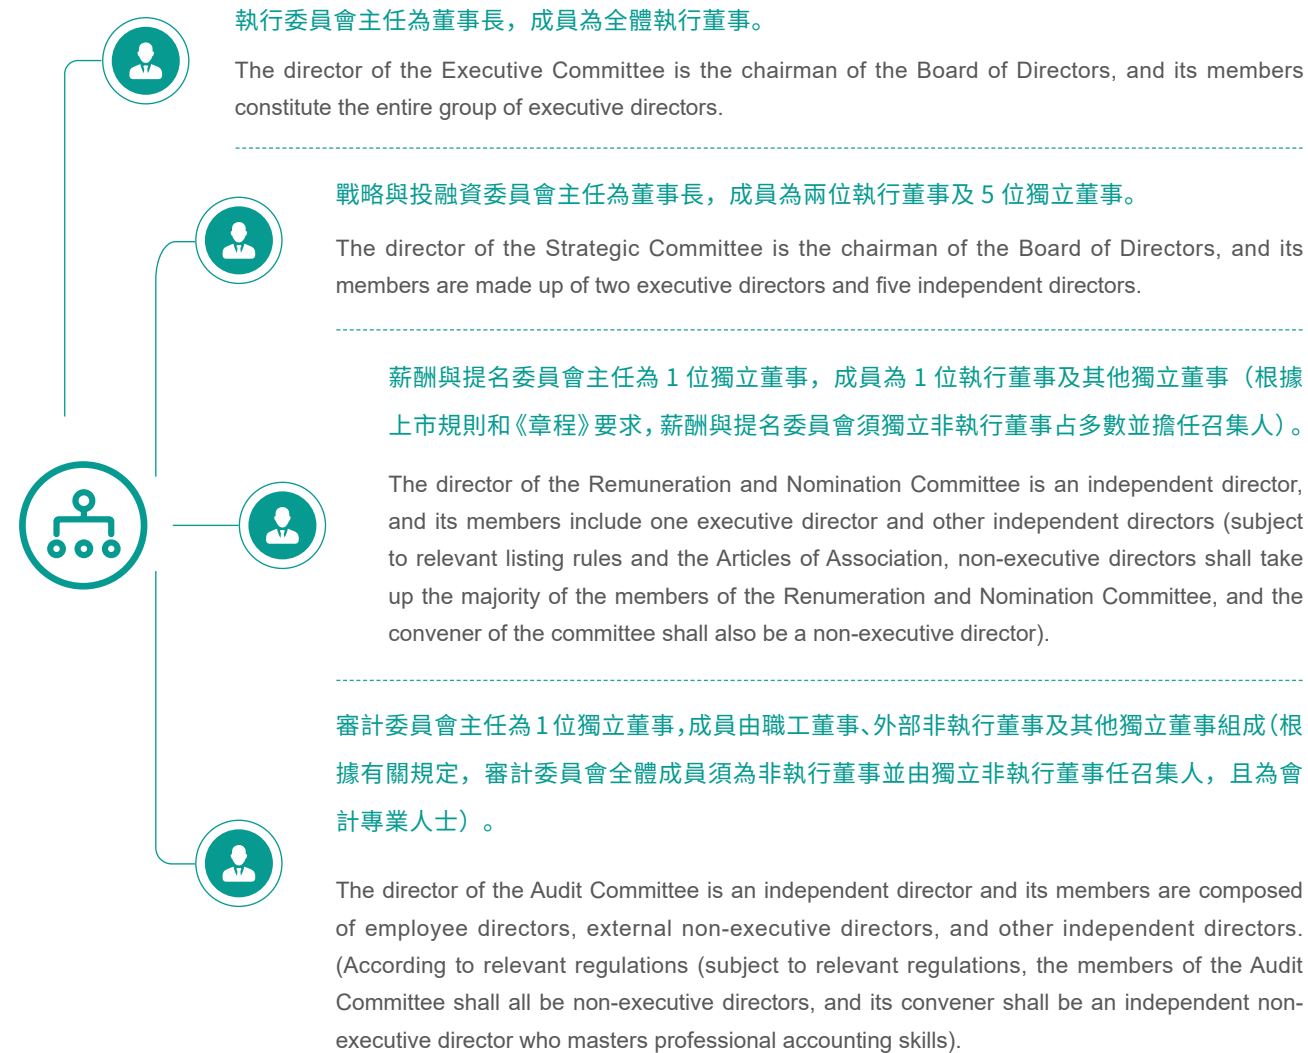 執行委員會主任為董事長，成員為全體執行董事。
The director of the Executive Committee is the chairman of the Board of Directors, and its members
constitute the entire group of executive directors.
戰略與投融資委員會主任為董事長，成員為兩位執行董事及 5 位獨立董事。
The director of the Strategic Committee is the chairman of the Board of Directors, and its
members are made up of two executive directors and five independent directors.
薪酬與提名委員會主任為 1 位獨立董事，成員為 1 位執行董事及其他獨立董事（根據
上市規則和《章程》要求，薪酬與提名委員會須獨立非執行董事占多數並擔任召集人）。
The director of the Remuneration and Nomination Committee is an independent director,
and its members include one executive director and other independent directors (subject
to relevant listing rules and the Articles of Association, non-executive directors shall take
up the majority of the members of the Renumeration and Nomination Committee, and the
convener of the committee shall also be a non-executive director).
審計委員會主任為 1 位獨立董事，成員由職工董事、外部非執行董事及其他獨立董事組成（根
據有關規定，審計委員會全體成員須為非執行董事並由獨立非執行董事任召集人，且為會
計專業人士）。
The director of the Audit Committee is an independent director and its members are composed
of employee directors, external non-executive directors, and other independent directors.
(According to relevant regulations (subject to relevant regulations, the members of the Audit
Committee shall all be non-executive directors, and its convener shall be an independent non-
executive director who masters professional accounting skills).